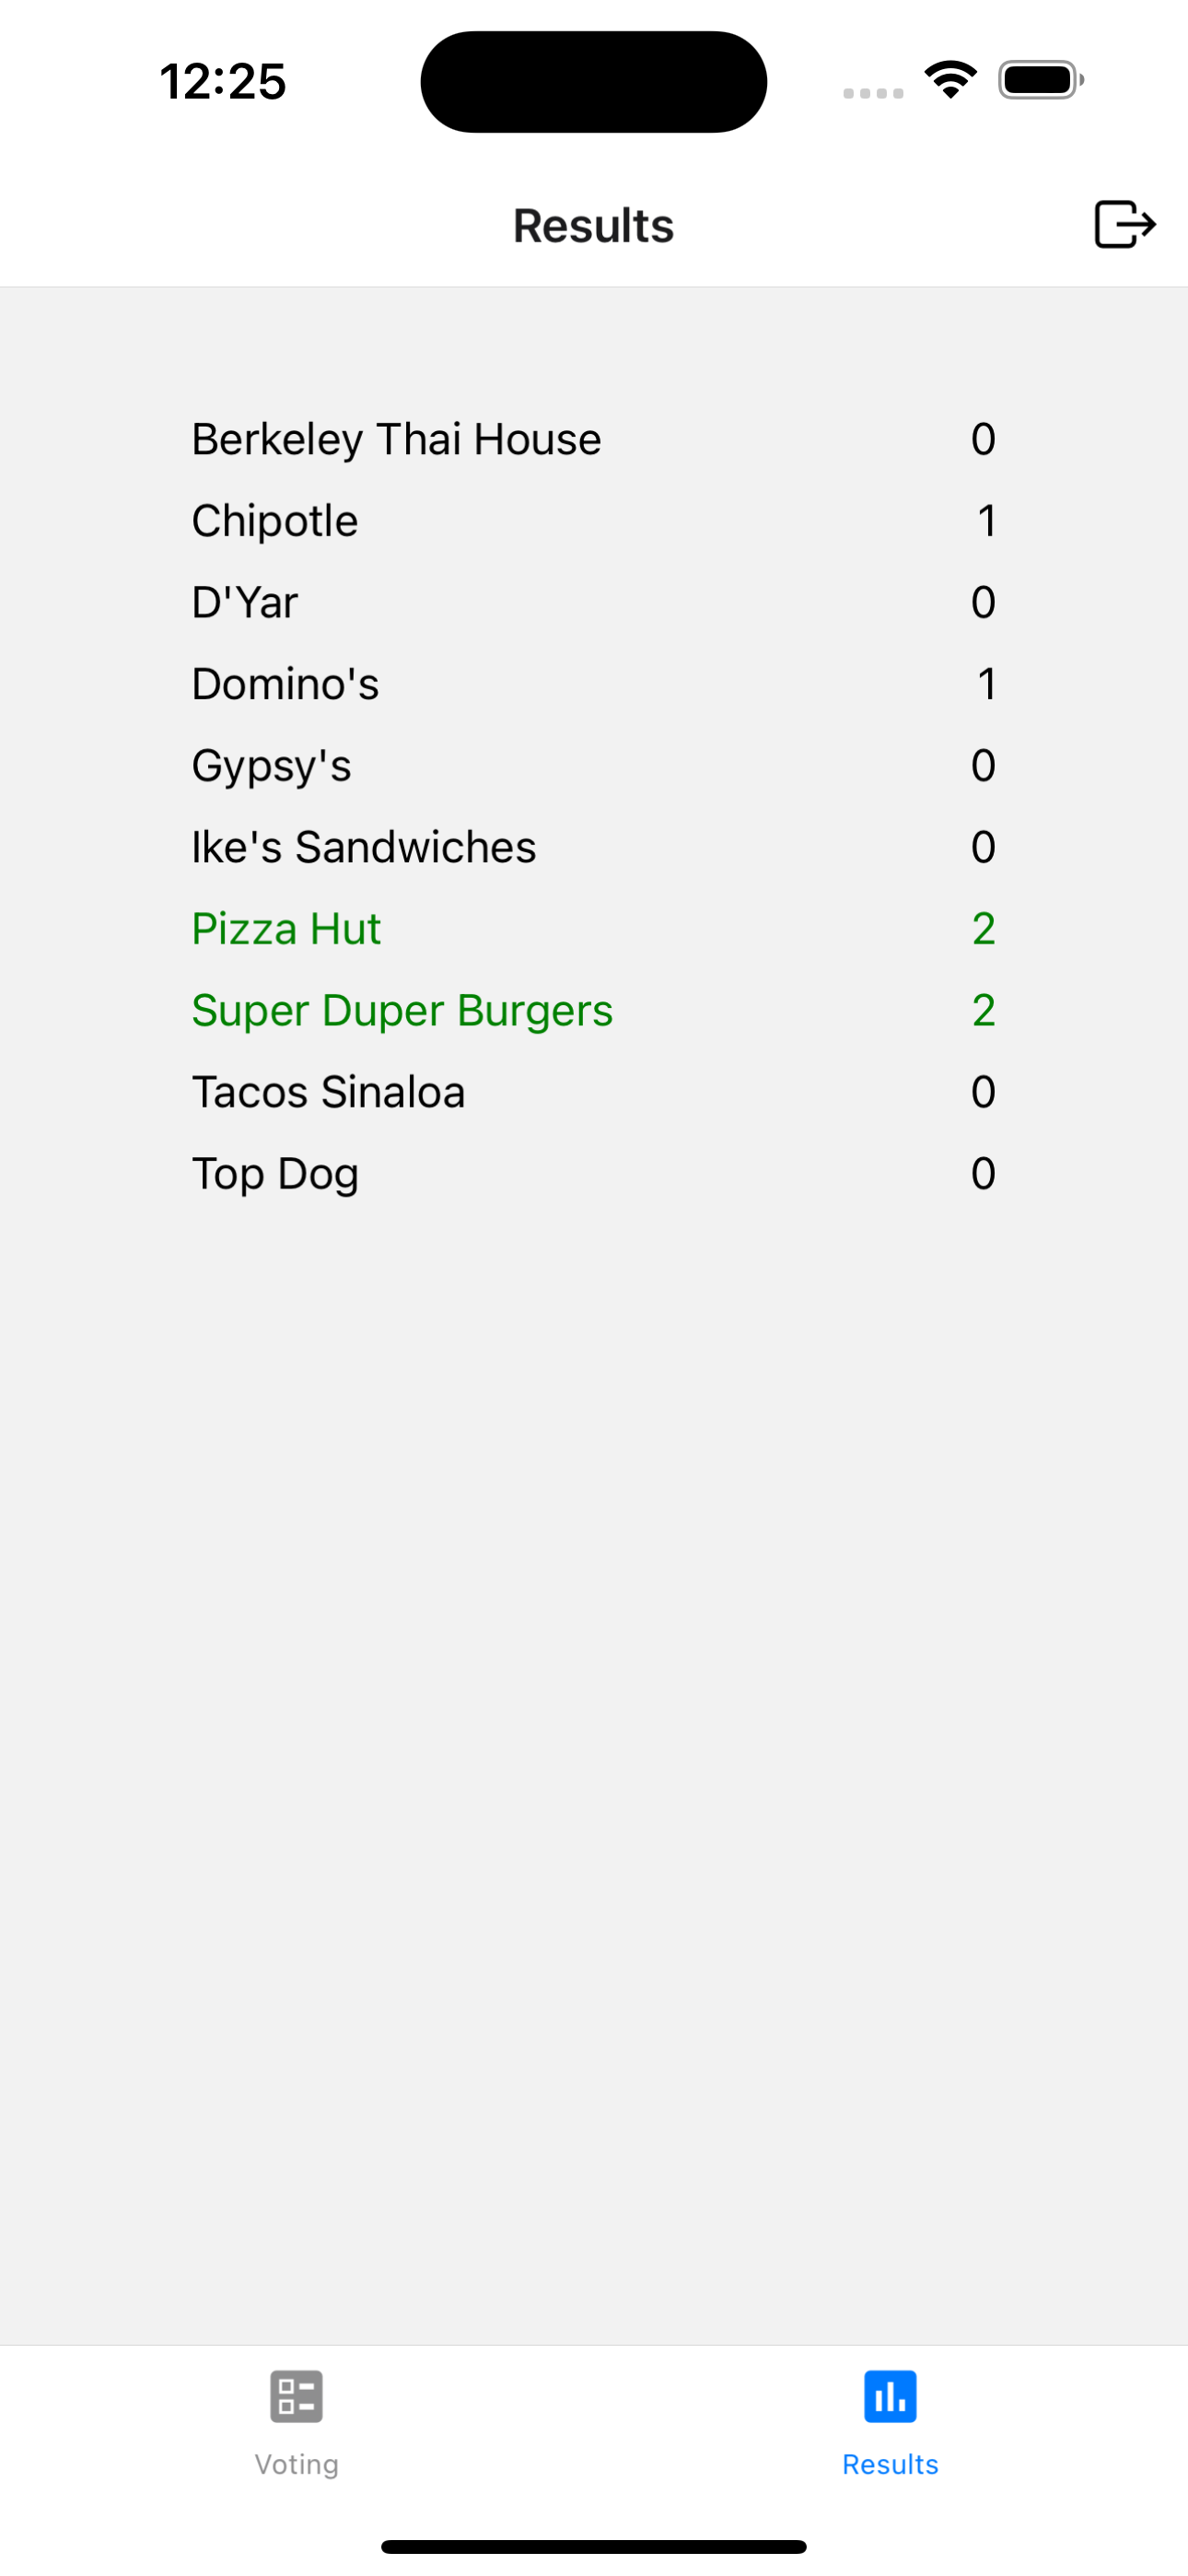 12:25
Results
Berkeley Thai House 0
Chipotle 1
D'Yar 0
Domino's 1
Gypsy's 0
Ike's Sandwiches 0
Pizza Hut 2
Super Duper Burgers 2
Tacos Sinaloa 0
Top Dog 0
Voting Results